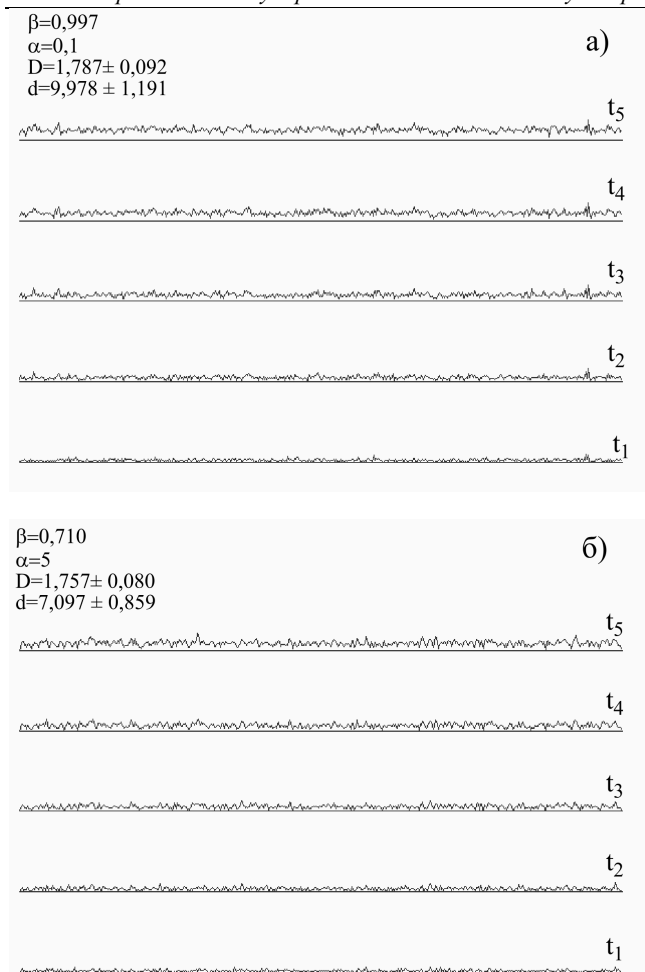 β=0,997
α=0,1
а)
D=1,787± 0,092
d=9,978 ± 1,191
t5
t4
t3
t2
t1
β=0,710
α=5
б)
D=1,757± 0,080
d=7,097 ± 0,859
t5
t4
t3
t2
t1